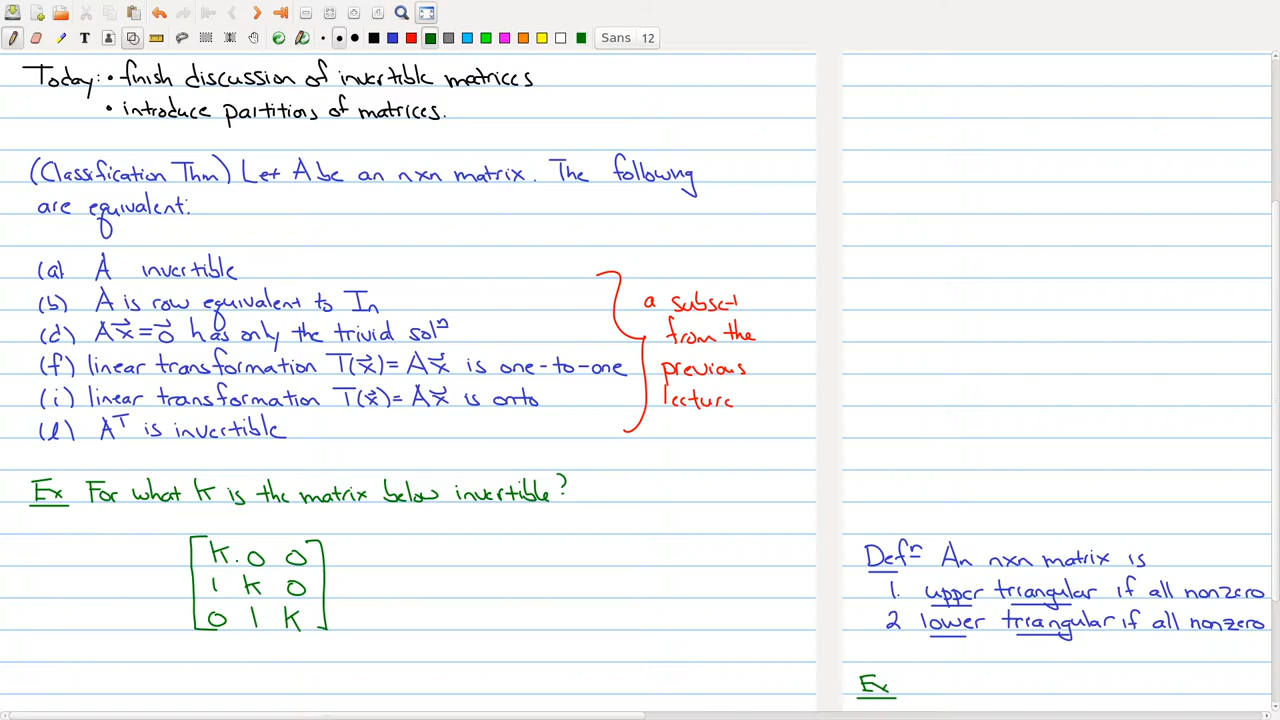 Sans 12
Today: • finish discussion of invertible matrices
• introduce partitions of matrices.
(Classification Thm) Let A be an nxn matrix. The following
are equivalent:
(a) A invertible
(b) A is row equivalent to In
(d) Ax⃗=0⃗ has only the trivial solⁿ
(f) linear transformation T(x⃗)=Ax⃗ is one-to-one
(i) linear transformation T(x⃗)=Ax⃗ is onto
(l) Aᵀ is invertible
a subset
from the
previous
lecture
Ex For what k is the matrix below invertible?
k 0 0
1 k 0
0 1 k
Defⁿ An nxn matrix is
1. upper triangular if all nonzero
2 lower triangular if all nonzero
Ex